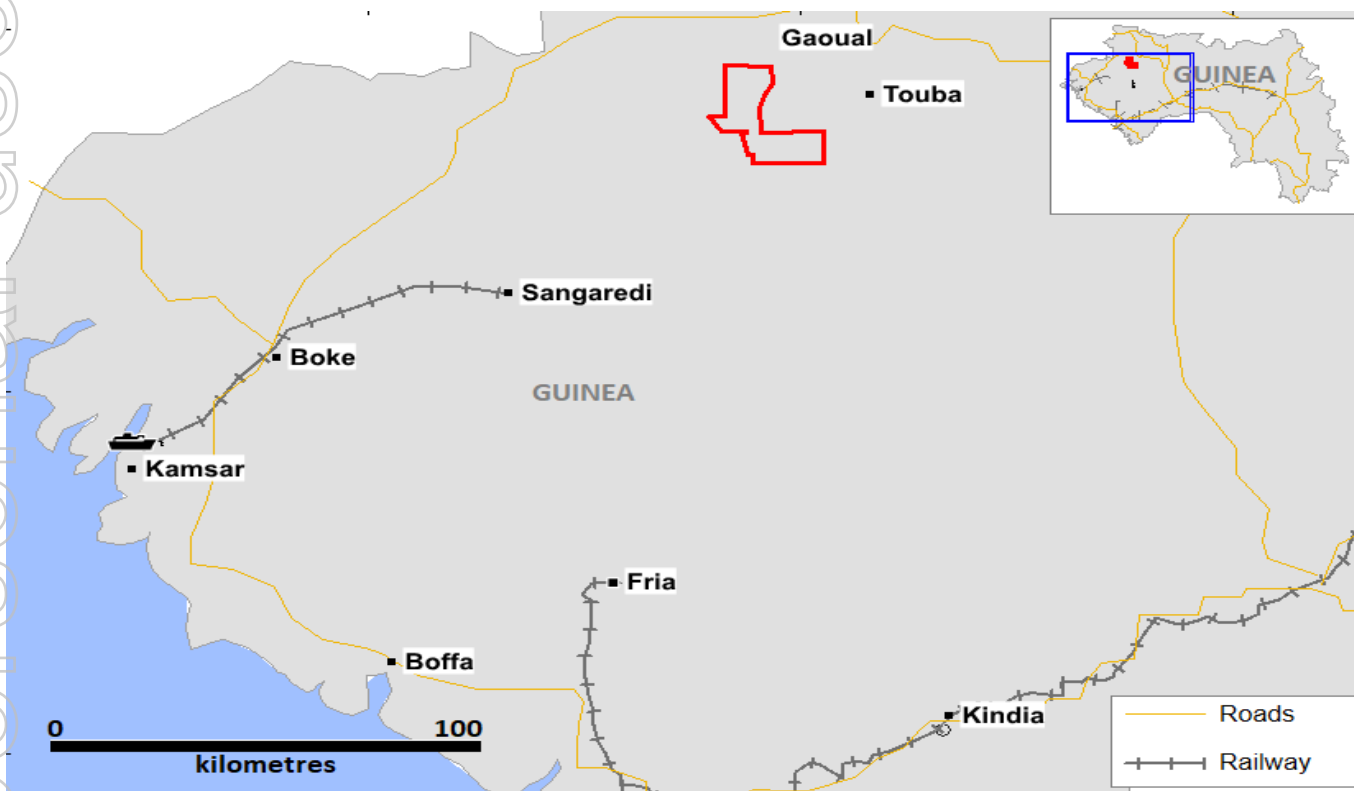 Gaoual
Touba
GUINEA
Sangaredi
Boke
GUINEA
Kamsar
Fria
Boffa
Kindia
0 100
kilometres
Roads
Railway